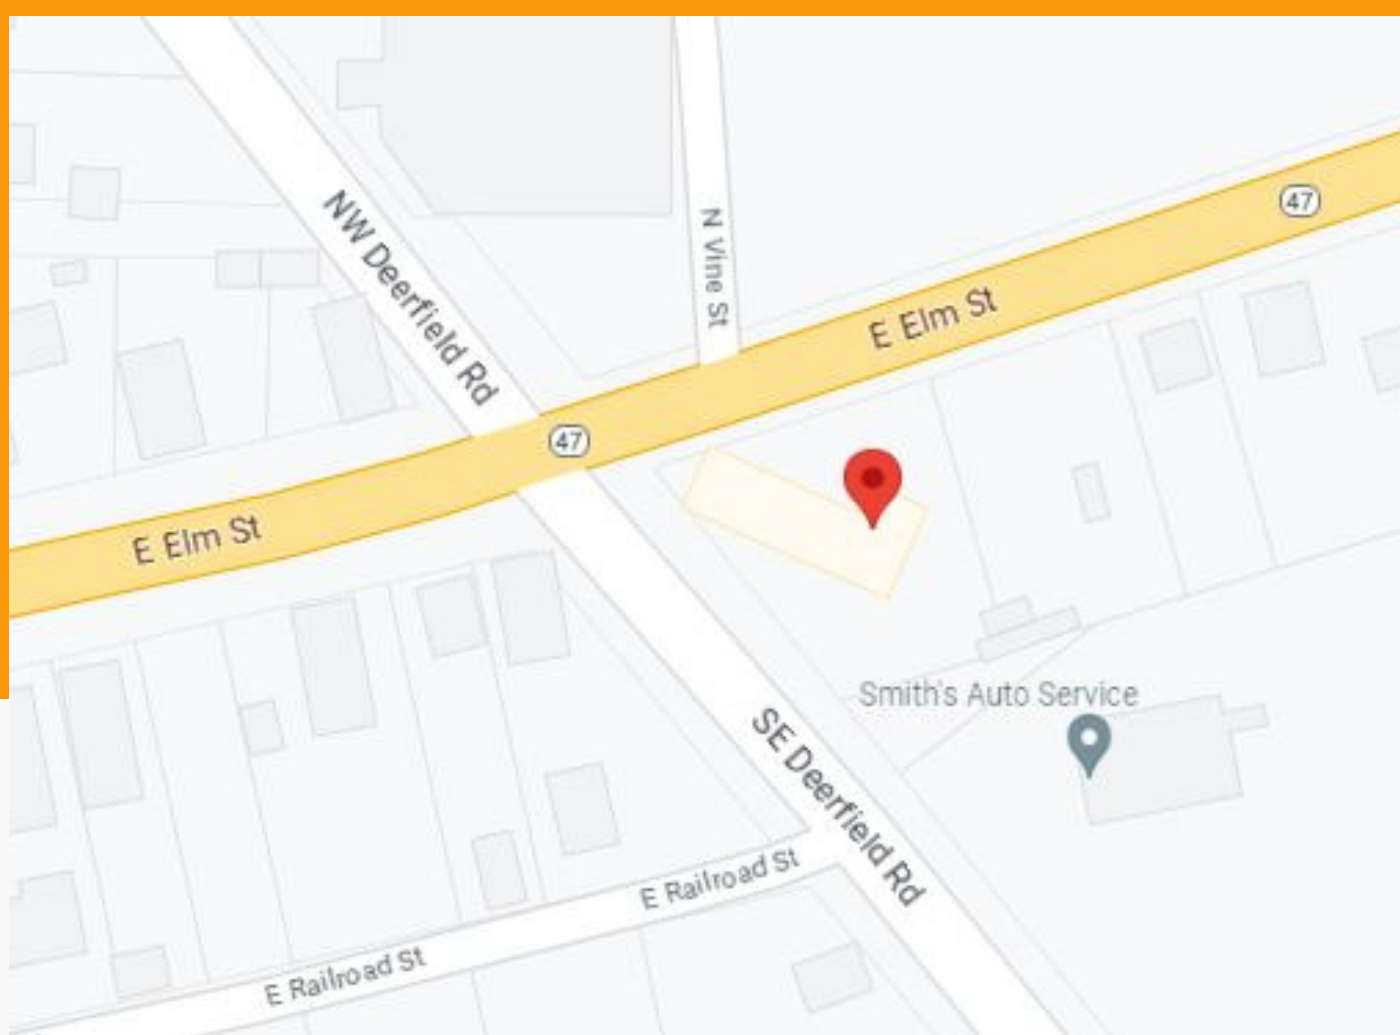 47
NW Deerfield Rd
N Vine St
E Elm St
47
E Elm St
Smith's Auto Service
SE Deerfield Rd
E Railroad St
E Railroad St